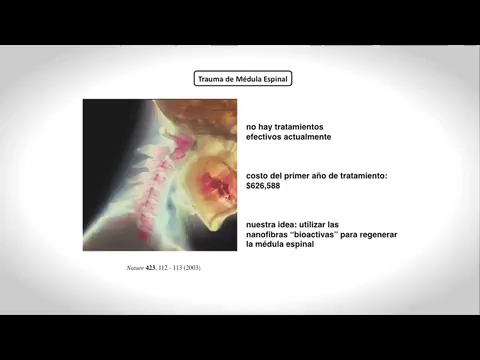 Trauma de Médula Espinal
no hay tratamientos
efectivos actualmente
costo del primer año de tratamiento:
$626,588
nuestra idea: utilizar las
nanofibras “bioactivas” para regenerar
la médula espinal
Nature 423, 112 - 113 (2003)